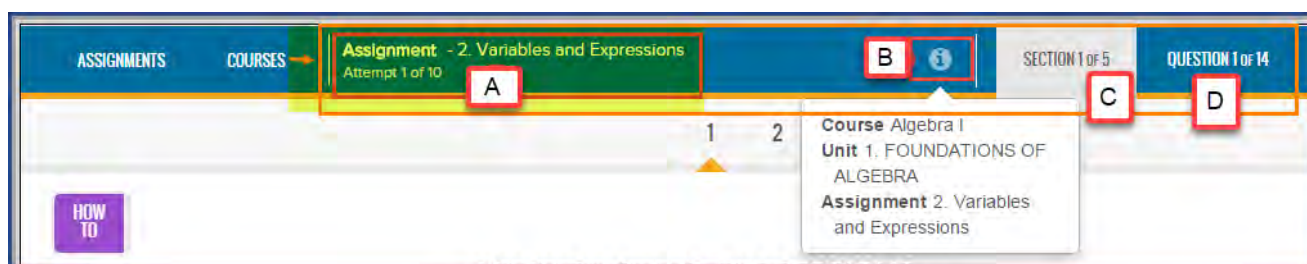 ASSIGNMENTS
COURSES
Assignment - 2. Variables and Expressions
Attempt 1 of 10
A
B
SECTION 1 OF 5
C
QUESTION 1 OF 14
D
1
2
Course Algebra I
Unit 1. FOUNDATIONS OF
ALGEBRA
Assignment 2. Variables
and Expressions
HOW
TO